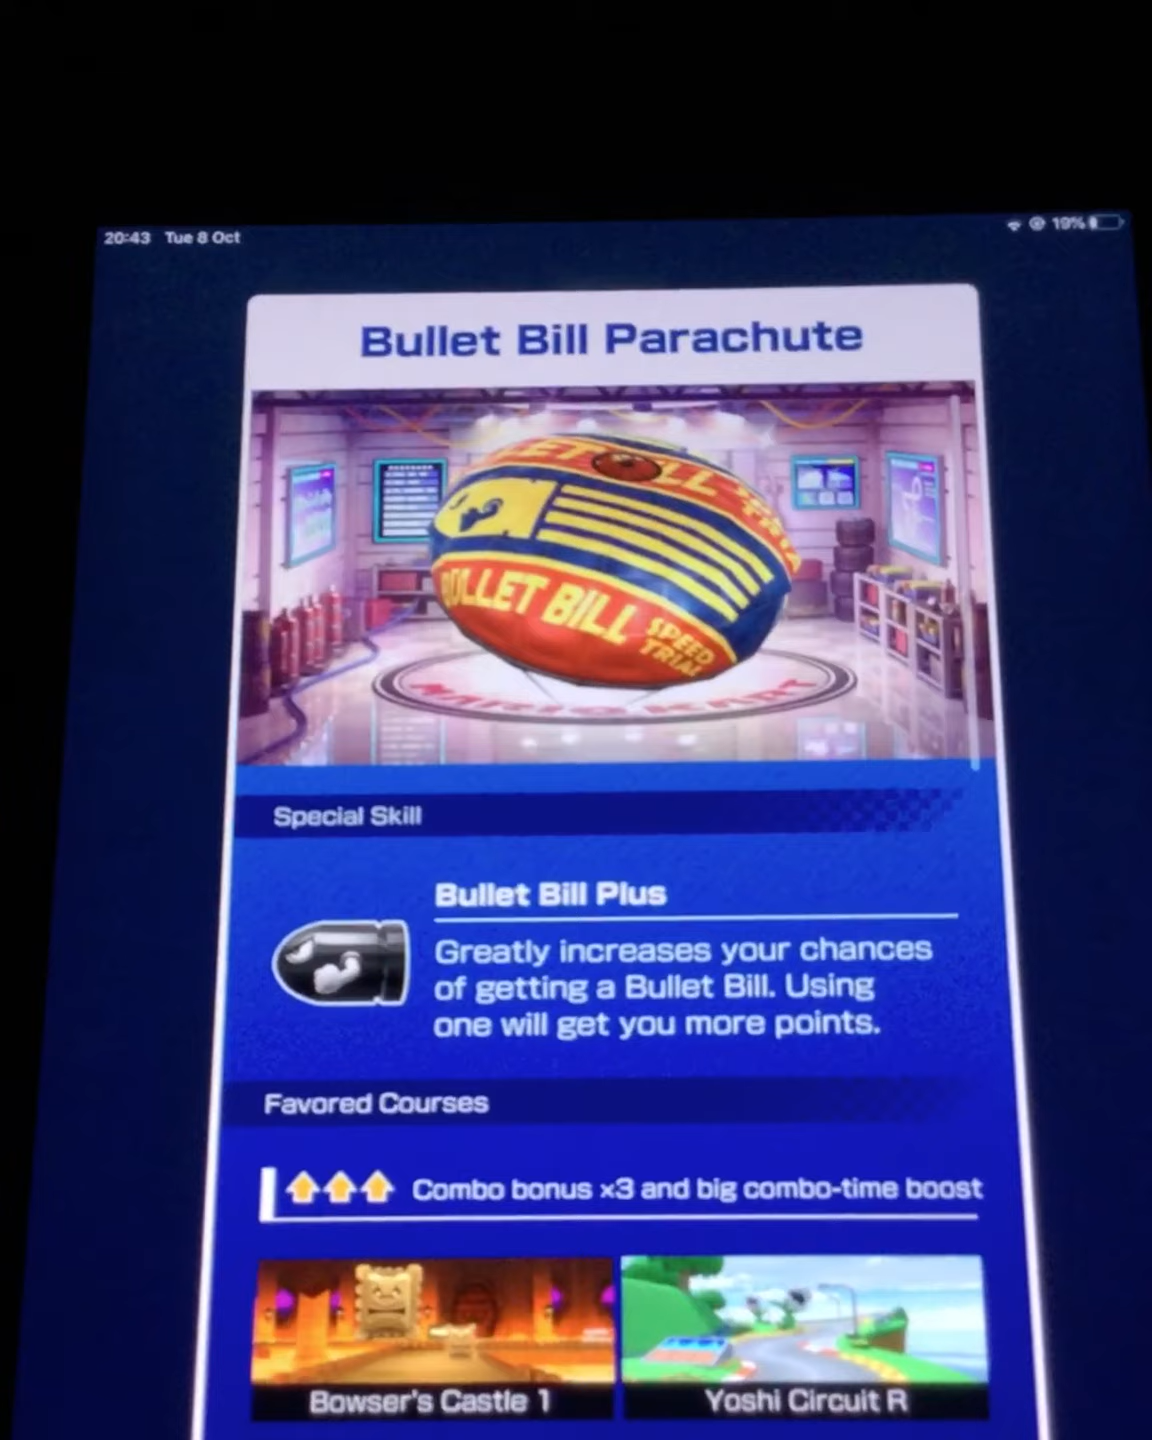 20:43 Tue 8 Oct
19%
Bullet Bill Parachute
BULLET BILL
SPEED
TRIAL
MARIO KART
Special Skill
Bullet Bill Plus
Greatly increases your chances
of getting a Bullet Bill. Using
one will get you more points.
Favored Courses
Combo bonus ×3 and big combo-time boost
Bowser's Castle 1
Yoshi Circuit R